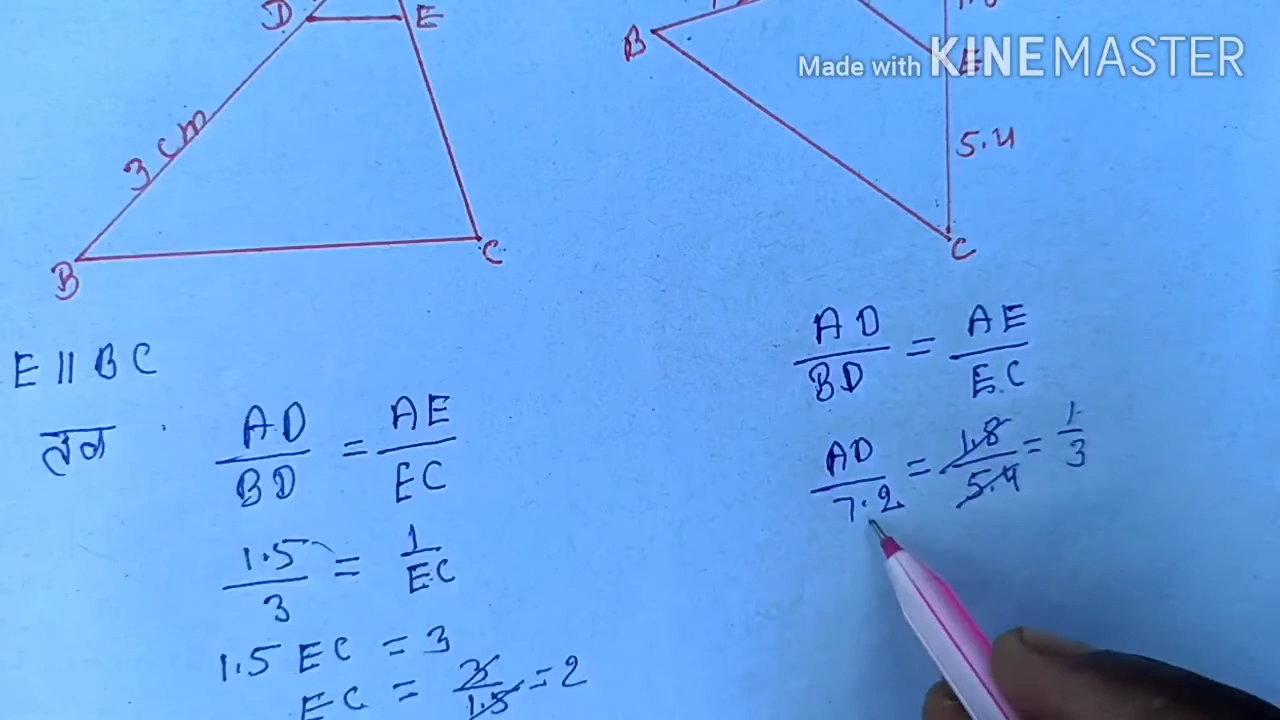 D E
B E
Made with KINEMASTER
3 cm
5.4
B C
C
E || B C
तब
AD/BD = AE/EC
1.5/3 = 1/EC
1.5 EC = 3
EC = 3/1.5 = 2
AD/BD = AE/EC
AD/7.2 = 1.8/5.4 = 1/3